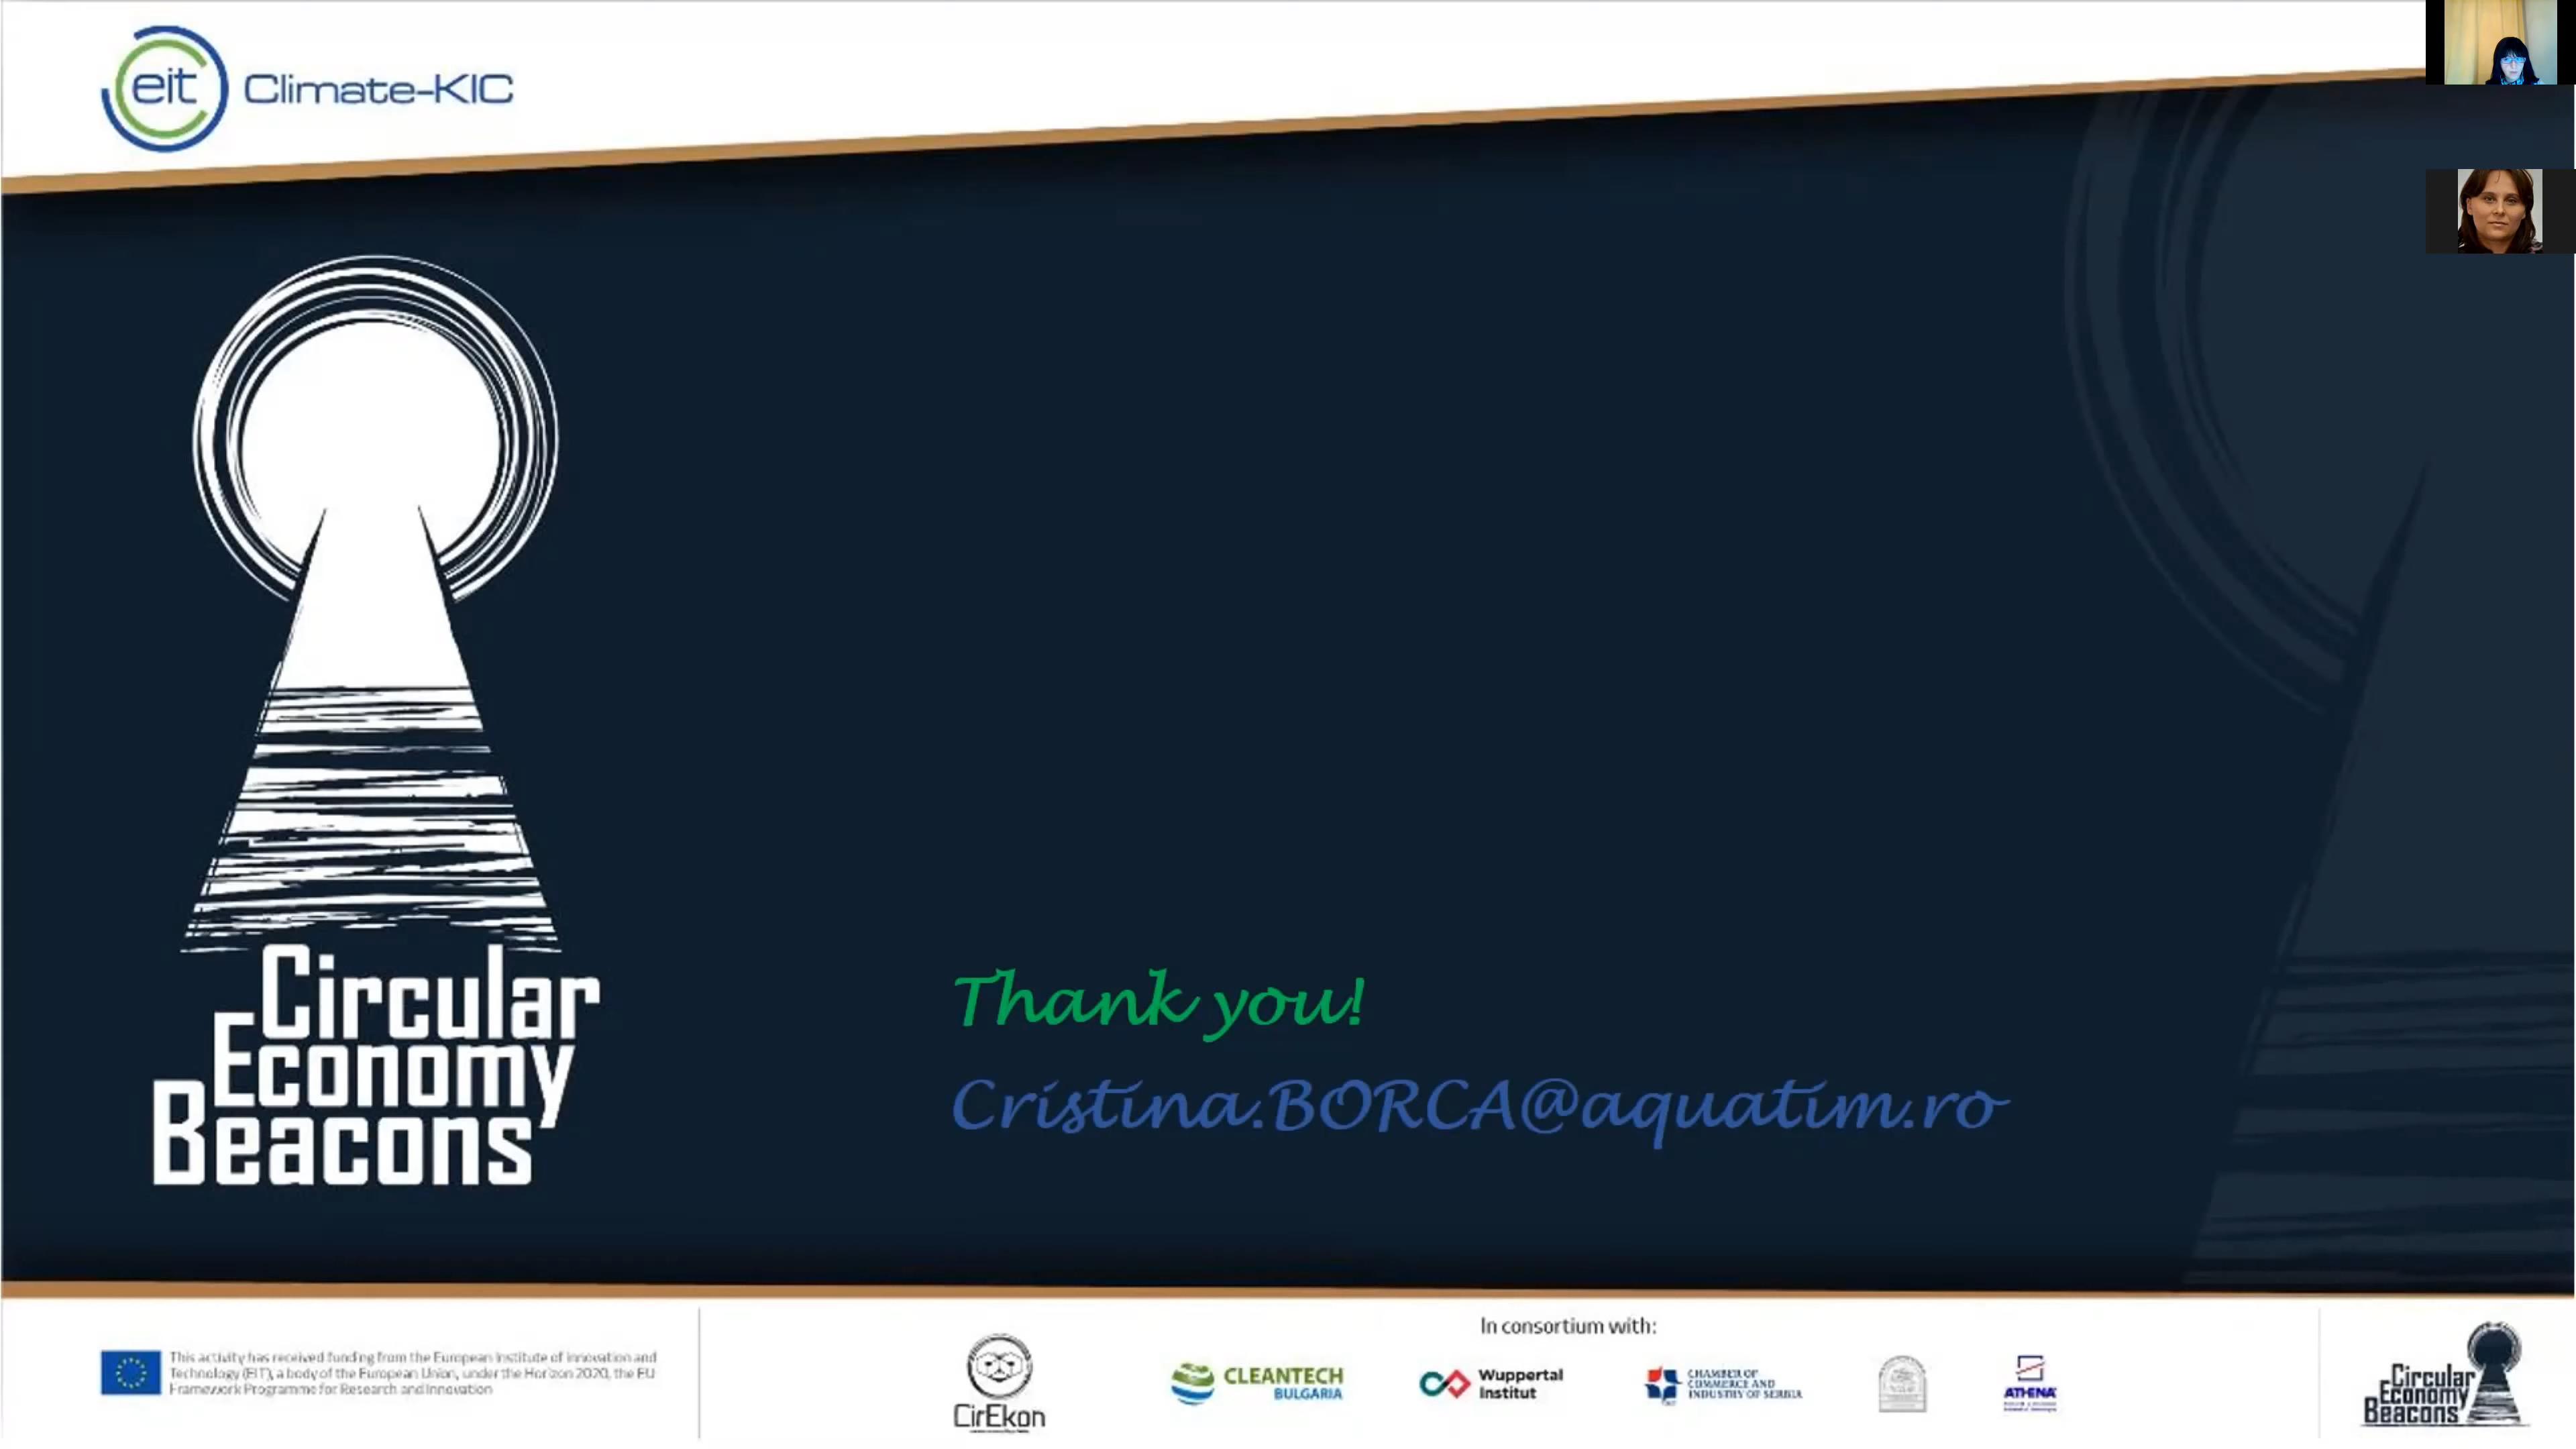 eit Climate-KIC
Circular
Economy
Beacons
Thank you!
Cristina.BORCA@aquatim.ro
This activity has received funding from the European Institute of Innovation and
Technology (EIT), a body of the European Union, under the Horizon 2020, the EU
Framework Programme for Research and Innovation
In consortium with:
CirEkon
CLEANTECH
BULGARIA
Wuppertal
Institut
CHAMBER OF
COMMERCE AND
INDUSTRY OF SERBIA
ATHENA
Circular
Economy
Beacons